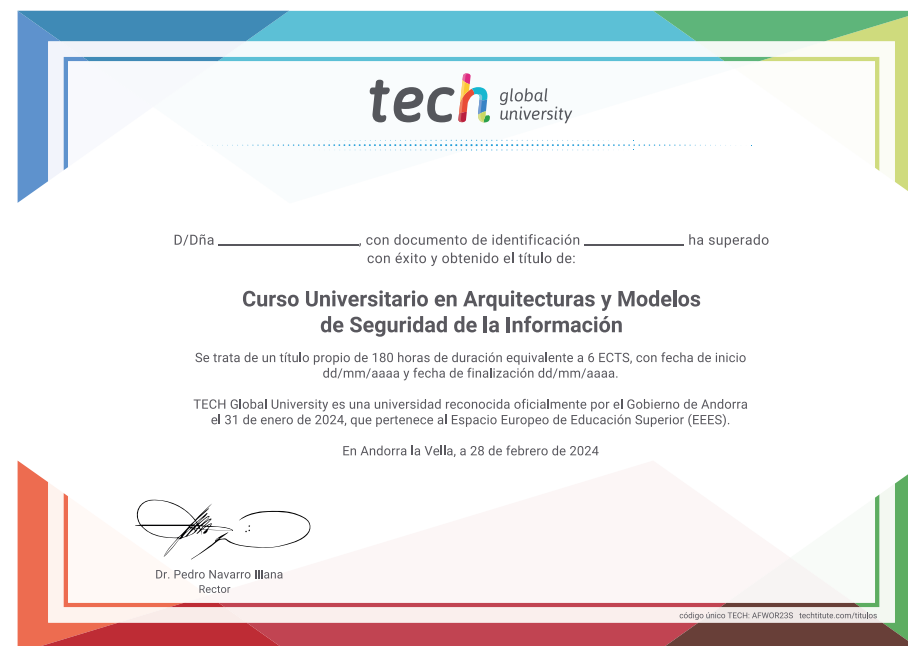 tech global university
D/Dña ____________________, con documento de identificación ______________ ha superado
con éxito y obtenido el título de:
Curso Universitario en Arquitecturas y Modelos
de Seguridad de la Información
Se trata de un título propio de 180 horas de duración equivalente a 6 ECTS, con fecha de inicio
dd/mm/aaaa y fecha de finalización dd/mm/aaaa.
TECH Global University es una universidad reconocida oficialmente por el Gobierno de Andorra
el 31 de enero de 2024, que pertenece al Espacio Europeo de Educación Superior (EEES).
En Andorra la Vella, a 28 de febrero de 2024
Dr. Pedro Navarro Illana
Rector
código único TECH: AFWOR23S techtitute.com/titulos